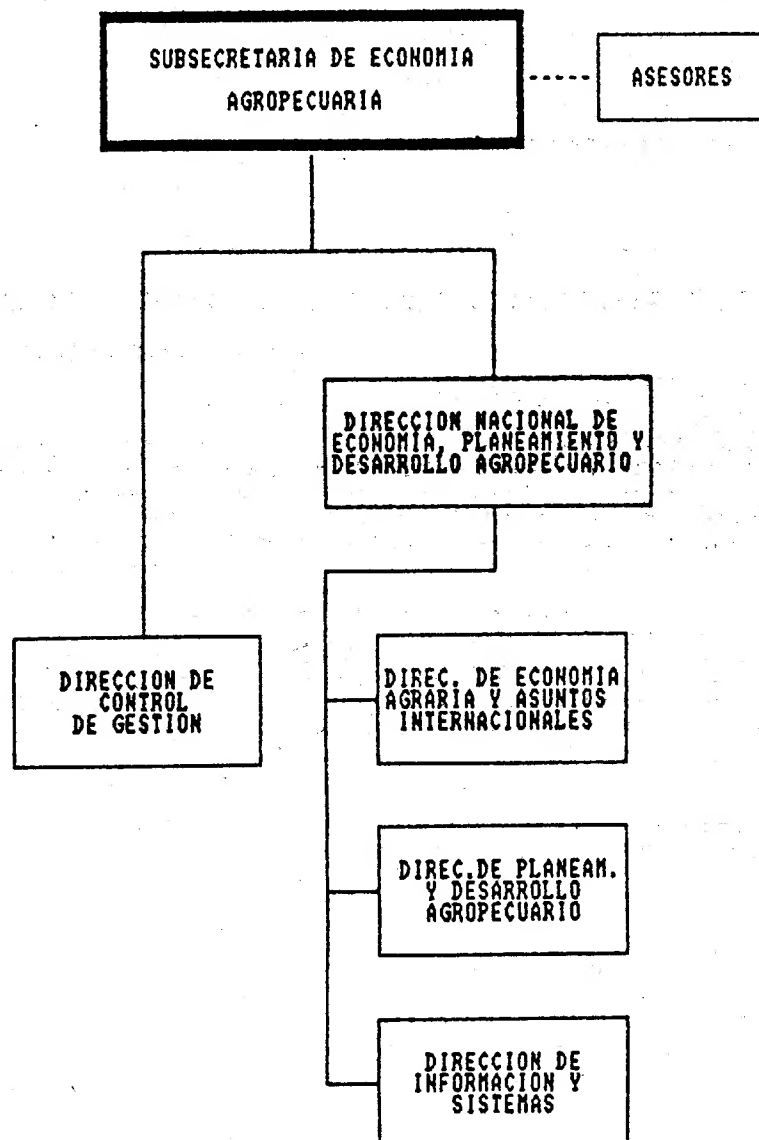 SUBSECRETARIA DE ECONOMIA
AGROPECUARIA
ASESORES
DIRECCION NACIONAL DE
ECONOMIA, PLANEAMIENTO Y
DESARROLLO AGROPECUARIO
DIRECCION DE
CONTROL
DE GESTION
DIREC. DE ECONOMIA
AGRARIA Y ASUNTOS
INTERNACIONALES
DIREC.DE PLANEAM.
Y DESARROLLO
AGROPECUARIO
DIRECCION DE
INFORMACION Y
SISTEMAS